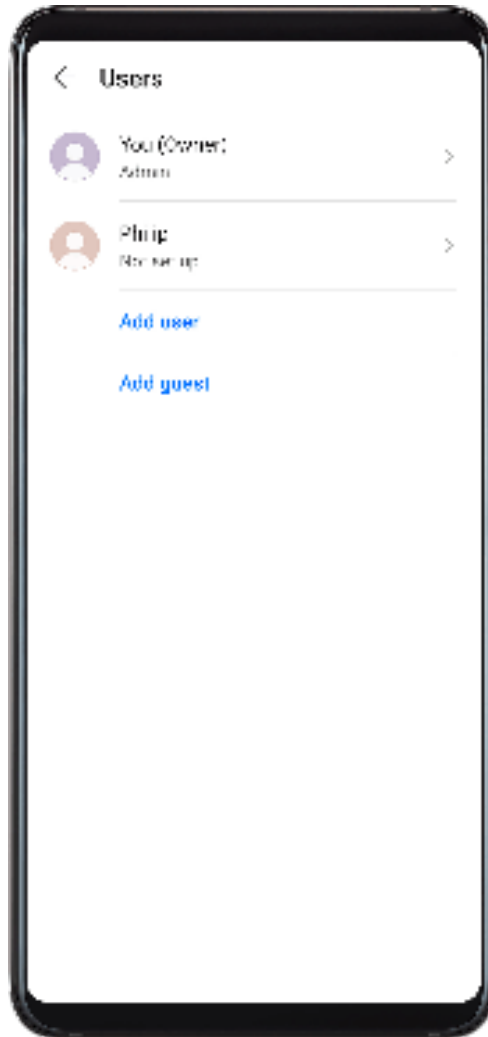 Users
You (Owner)
Admin
Philip
Not set up
Add user
Add guest